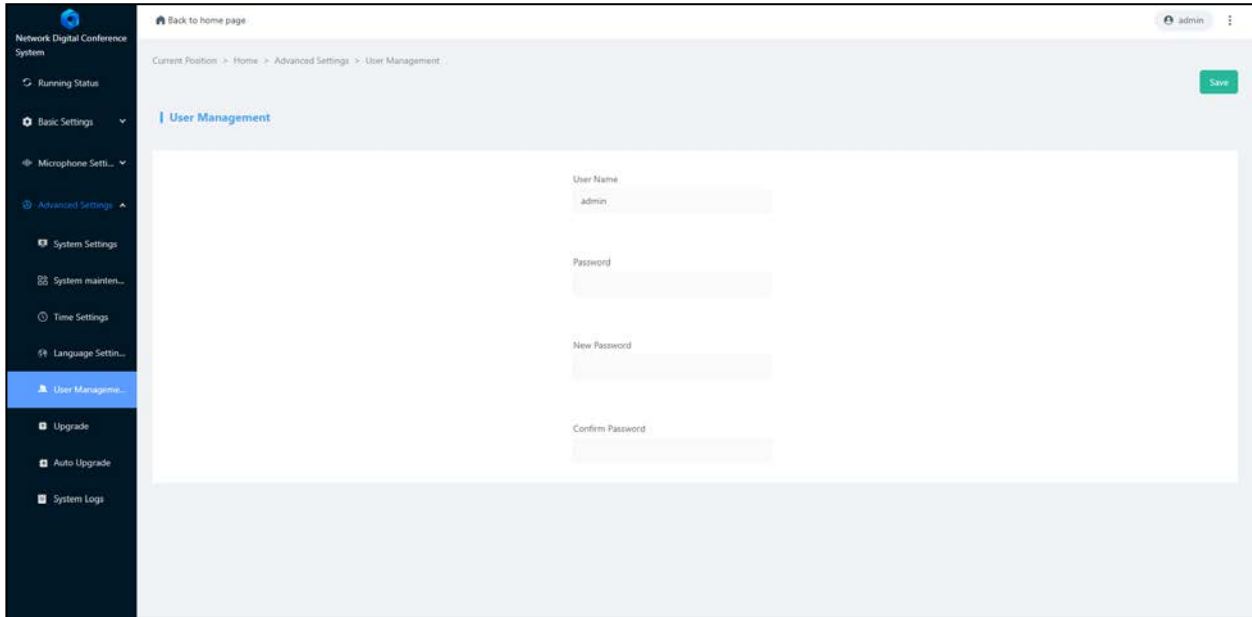 Network Digital Conference
System
Running Status
Basic Settings
Microphone Setti...
Advanced Settings
System Settings
System mainten...
Time Settings
Language Settin...
User Manageme...
Upgrade
Auto Upgrade
System Logs
Back to home page
admin
Current Position > Home > Advanced Settings > User Management
Save
User Management
User Name
admin
Password
New Password
Confirm Password